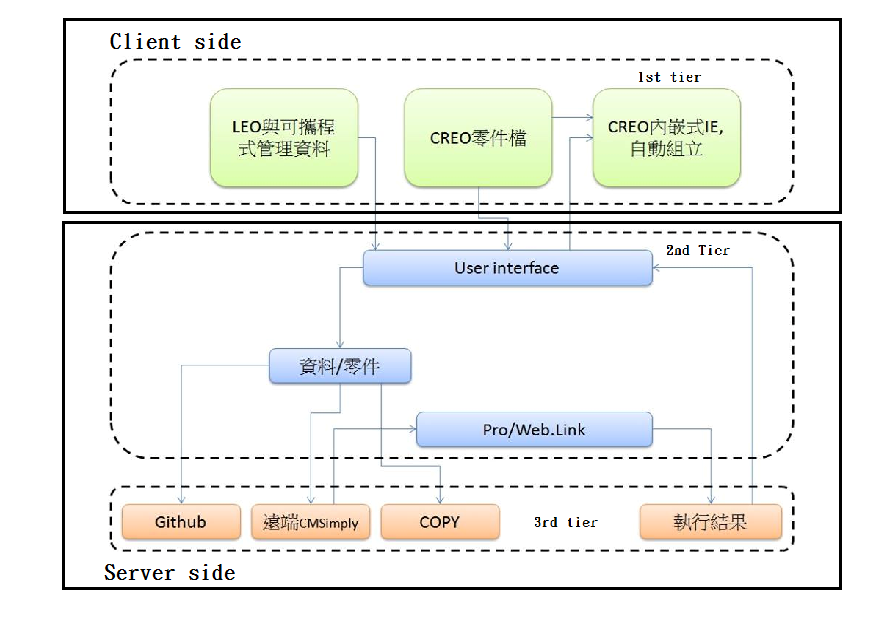 Client side
1st tier
LEO與可攜程
式管理資料
CREO零件檔
CREO內嵌式IE,
自動組立
2nd Tier
User interface
資料/零件
Pro/Web.Link
Github
遠端CMSimply
COPY
3rd tier
執行結果
Server side